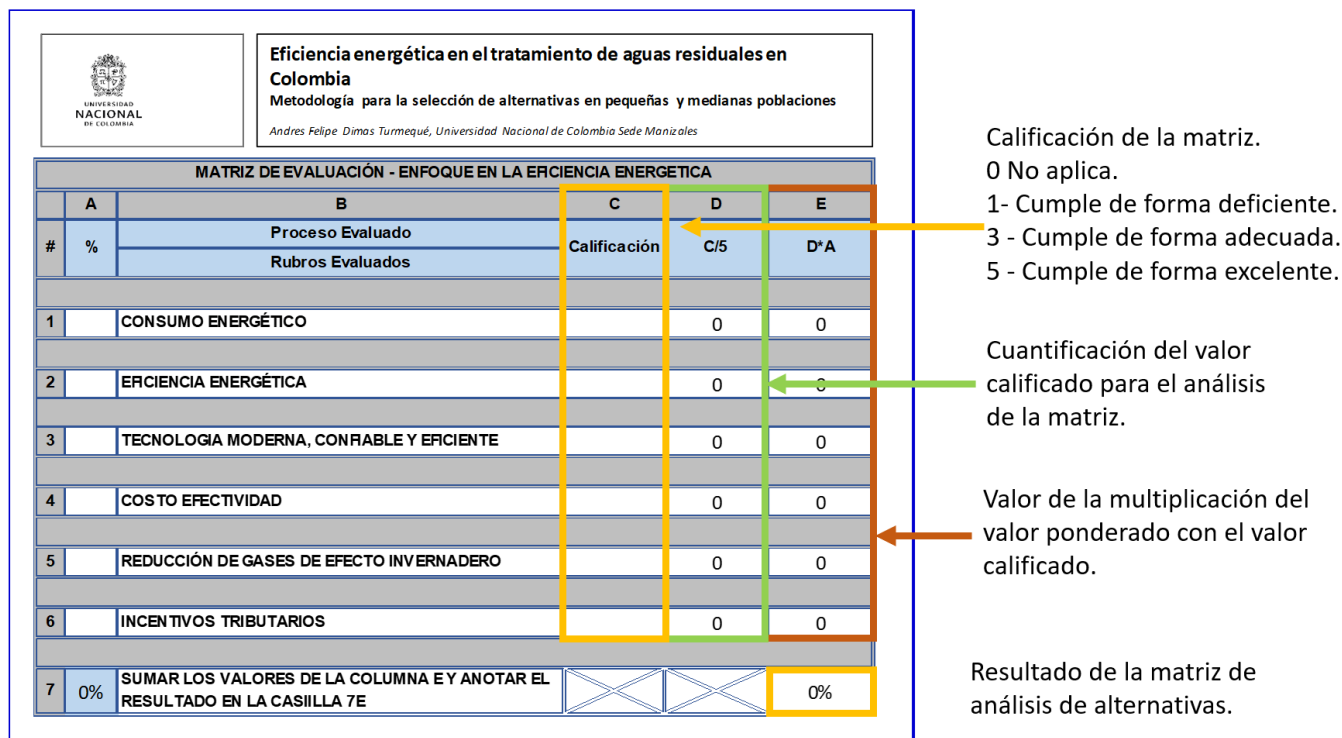 UNIVERSIDAD
NACIONAL
DE COLOMBIA
Eficiencia energética en el tratamiento de aguas residuales en
Colombia
Metodología para la selección de alternativas en pequeñas y medianas poblaciones
Andres Felipe Dimas Turmequé, Universidad Nacional de Colombia Sede Manizales
MATRIZ DE EVALUACIÓN - ENFOQUE EN LA EFICIENCIA ENERGETICA
A B C D E
# % Proceso Evaluado Calificación C/5 D*A
Rubros Evaluados
1 CONSUMO ENERGÉTICO 0 0
2 EFICIENCIA ENERGÉTICA 0 0
3 TECNOLOGIA MODERNA, CONFIABLE Y EFICIENTE 0 0
4 COSTO EFECTIVIDAD 0 0
5 REDUCCIÓN DE GASES DE EFECTO INVERNADERO 0 0
6 INCENTIVOS TRIBUTARIOS 0 0
7 0% SUMAR LOS VALORES DE LA COLUMNA E Y ANOTAR EL 0%
RESULTADO EN LA CASIILLA 7E
Calificación de la matriz.
0 No aplica.
1- Cumple de forma deficiente.
3 - Cumple de forma adecuada.
5 - Cumple de forma excelente.
Cuantificación del valor
calificado para el análisis
de la matriz.
Valor de la multiplicación del
valor ponderado con el valor
calificado.
Resultado de la matriz de
análisis de alternativas.